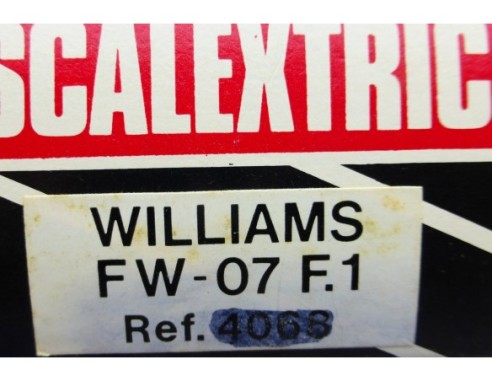 SCALEXTRIC
WILLIAMS
FW-07 F.1
Ref. 4068